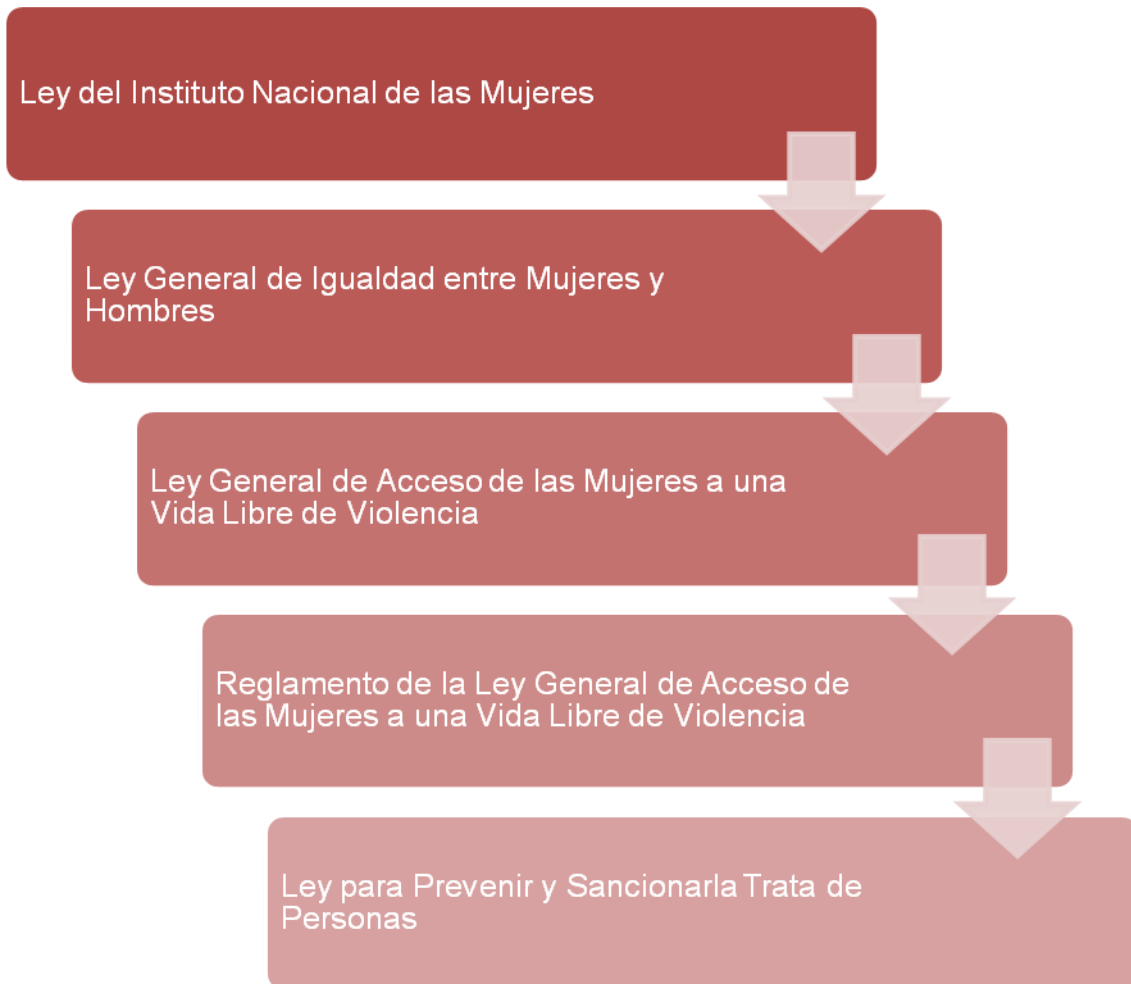 Ley del Instituto Nacional de las Mujeres
Ley General de Igualdad entre Mujeres y
Hombres
Ley General de Acceso de las Mujeres a una
Vida Libre de Violencia
Reglamento de la Ley General de Acceso de
las Mujeres a una Vida Libre de Violencia
Ley para Prevenir y Sancionarla Trata de
Personas